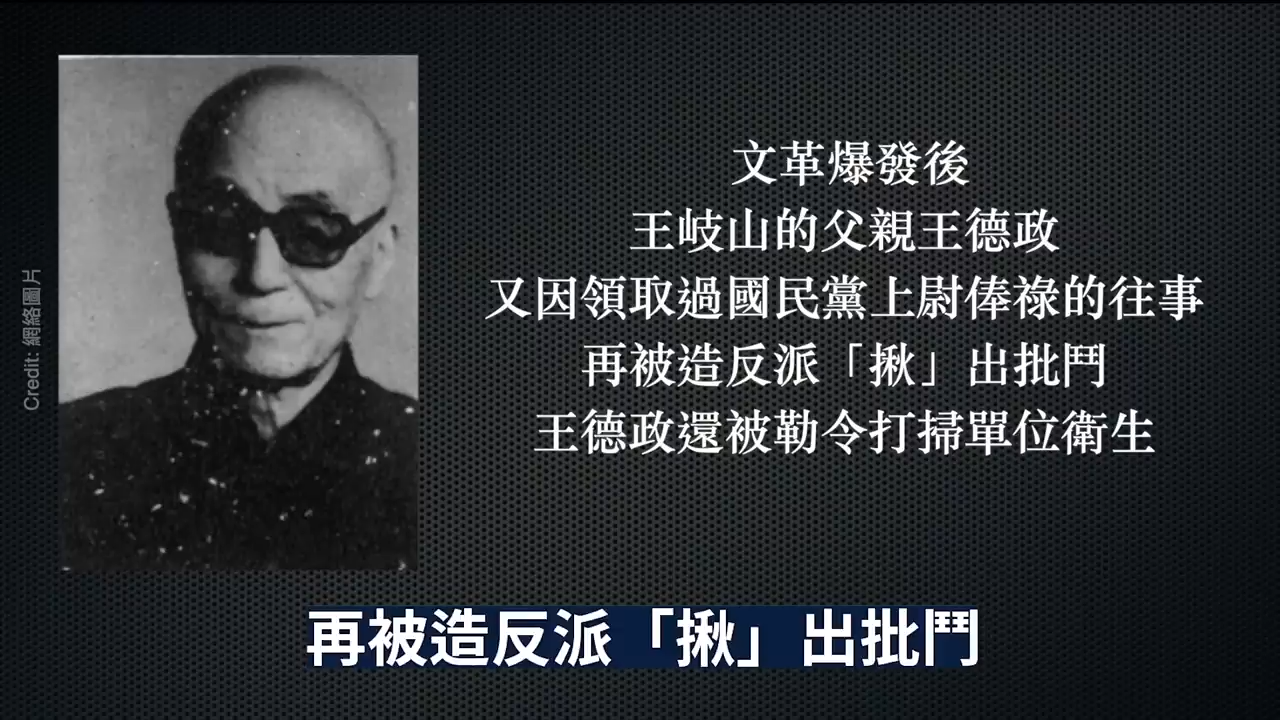 文革爆發後
王岐山的父親王德政
又因領取過國民黨上尉俸祿的往事
再被造反派「揪」出批鬥
王德政還被勒令打掃單位衛生
Credit: 網絡圖片
再被造反派「揪」出批鬥